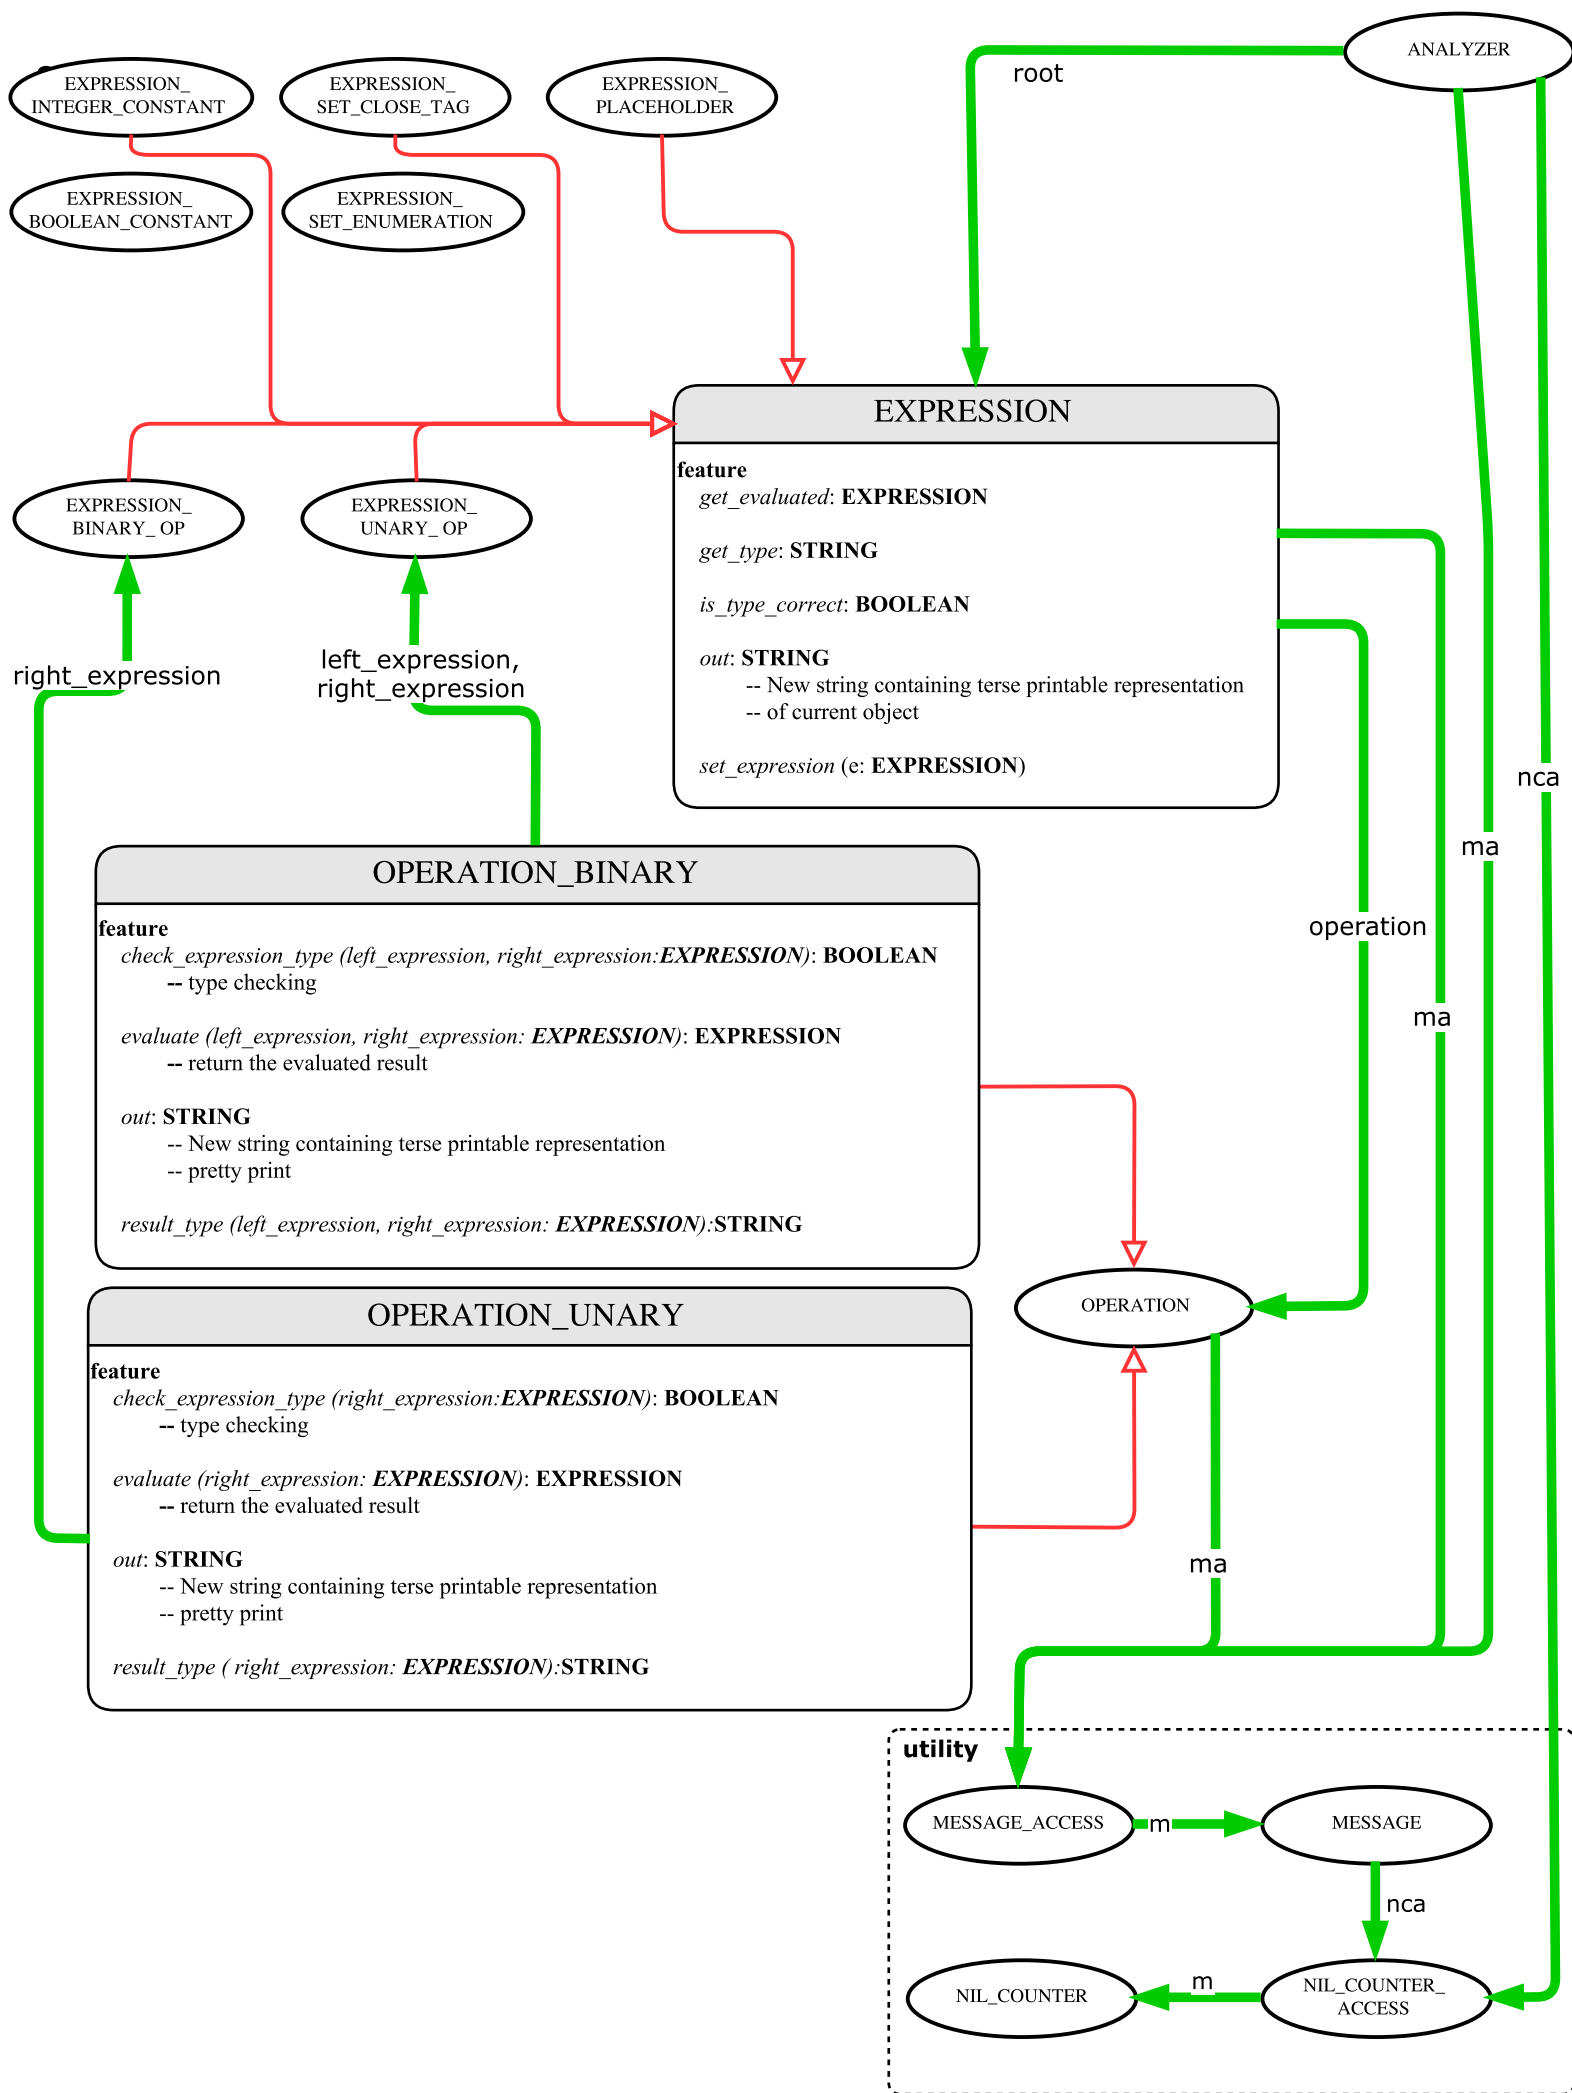 ANALYZER
root
EXPRESSION_
INTEGER_CONSTANT
EXPRESSION_
SET_CLOSE_TAG
EXPRESSION_
PLACEHOLDER
EXPRESSION_
BOOLEAN_CONSTANT
EXPRESSION_
SET_ENUMERATION
EXPRESSION
feature
get_evaluated: EXPRESSION
get_type: STRING
is_type_correct: BOOLEAN
out: STRING
-- New string containing terse printable representation
-- of current object
set_expression (e: EXPRESSION)
EXPRESSION_
BINARY_ OP
EXPRESSION_
UNARY_ OP
right_expression
left_expression,
right_expression
nca
ma
operation
ma
OPERATION_BINARY
feature
check_expression_type (left_expression, right_expression:EXPRESSION): BOOLEAN
-- type checking
evaluate (left_expression, right_expression: EXPRESSION): EXPRESSION
-- return the evaluated result
out: STRING
-- New string containing terse printable representation
-- pretty print
result_type (left_expression, right_expression: EXPRESSION):STRING
OPERATION
OPERATION_UNARY
feature
check_expression_type (right_expression:EXPRESSION): BOOLEAN
-- type checking
evaluate (right_expression: EXPRESSION): EXPRESSION
-- return the evaluated result
out: STRING
-- New string containing terse printable representation
-- pretty print
result_type ( right_expression: EXPRESSION):STRING
ma
utility
MESSAGE_ACCESS
m
MESSAGE
nca
NIL_COUNTER
m
NIL_COUNTER_
ACCESS